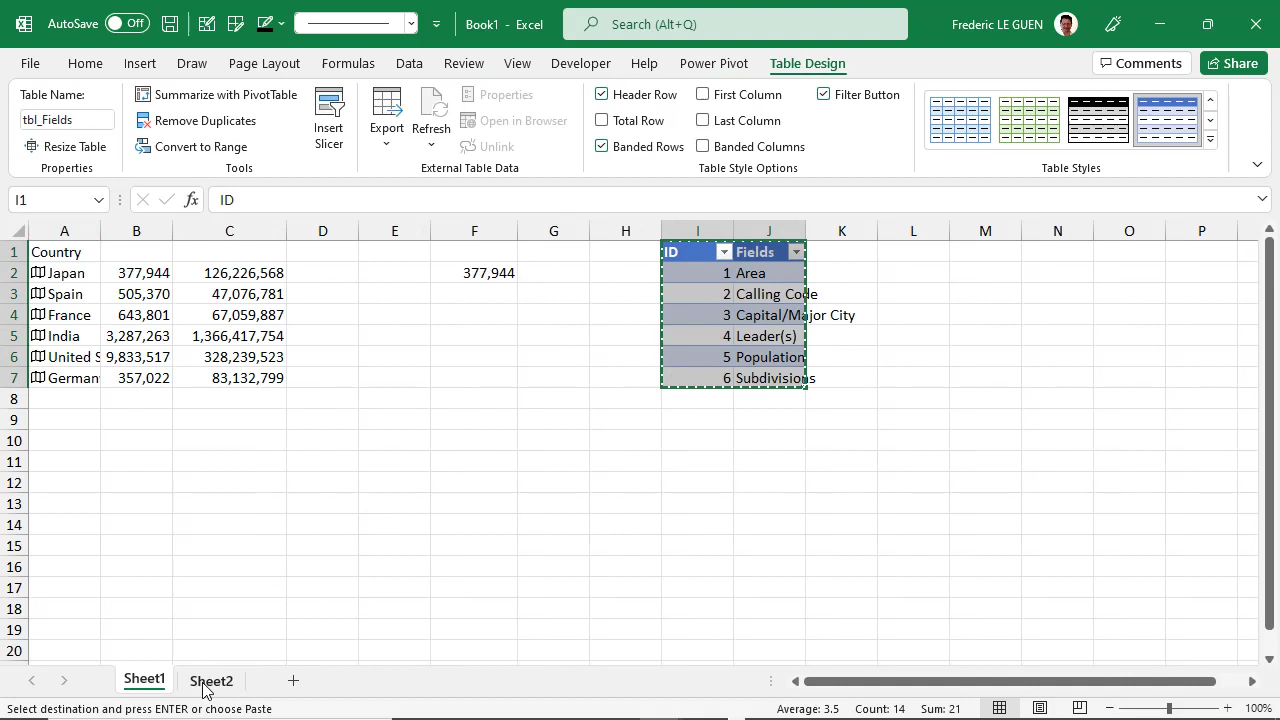 AutoSave Off Book1 - Excel Search (Alt+Q) Frederic LE GUEN
File Home Insert Draw Page Layout Formulas Data Review View Developer Help Power Pivot Table Design Comments Share
Table Name:
tbl_Fields
Resize Table
Properties
Summarize with PivotTable
Remove Duplicates
Convert to Range
Insert
Slicer
Tools
Export
Refresh
Properties
Open in Browser
Unlink
External Table Data
Header Row First Column Filter Button
Total Row Last Column
Banded Rows Banded Columns
Table Style Options
Table Styles
I1 fx ID
A B C D E F G H I J K L M N O P
1 Country ID Fields
2 Japan 377,944 126,226,568 377,944 1 Area
3 Spain 505,370 47,076,781 2 Calling Code
4 France 643,801 67,059,887 3 Capital/Major City
5 India 3,287,263 1,366,417,754 4 Leader(s)
6 United S 9,833,517 328,239,523 5 Population
7 German 357,022 83,132,799 6 Subdivisions
8
9
10
11
12
13
14
15
16
17
18
19
20
Sheet1 Sheet2
Select destination and press ENTER or choose Paste Average: 3.5 Count: 14 Sum: 21 100%